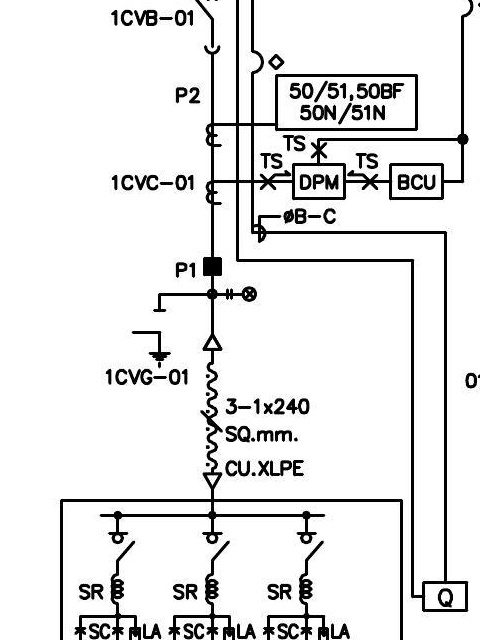 1CVB-01
P2
50/51,50BF
50N/51N
TS
TS
TS
1CVC-01
DPM
BCU
øB-C
P1
1CVG-01
3-1x240
SQ.mm.
CU.XLPE
SR
SR
SR
Q
SC
LA
SC
LA
SC
LA